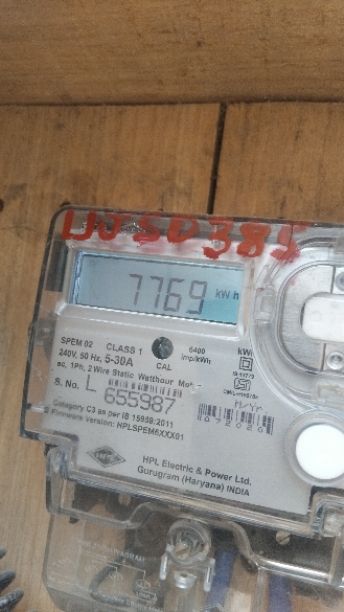 7769 kWh
SPEM 02 CLASS 1 6400 kWh
240V, 50 Hz, 5-30A CAL imp/kWh
ac, 1Ph, 2 Wire Static Watthour
S. No. L 655987
Category C3 as per IS 15959:2011
Firmware Version: HPLSPEM6XXX01
HPL
HPL Electric & Power Ltd.
Gurugram (Haryana) INDIA